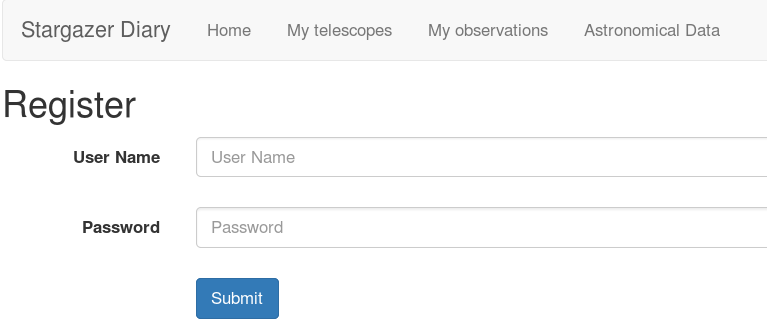 Stargazer Diary Home My telescopes My observations Astronomical Data
Register
User Name User Name
Password Password
Submit